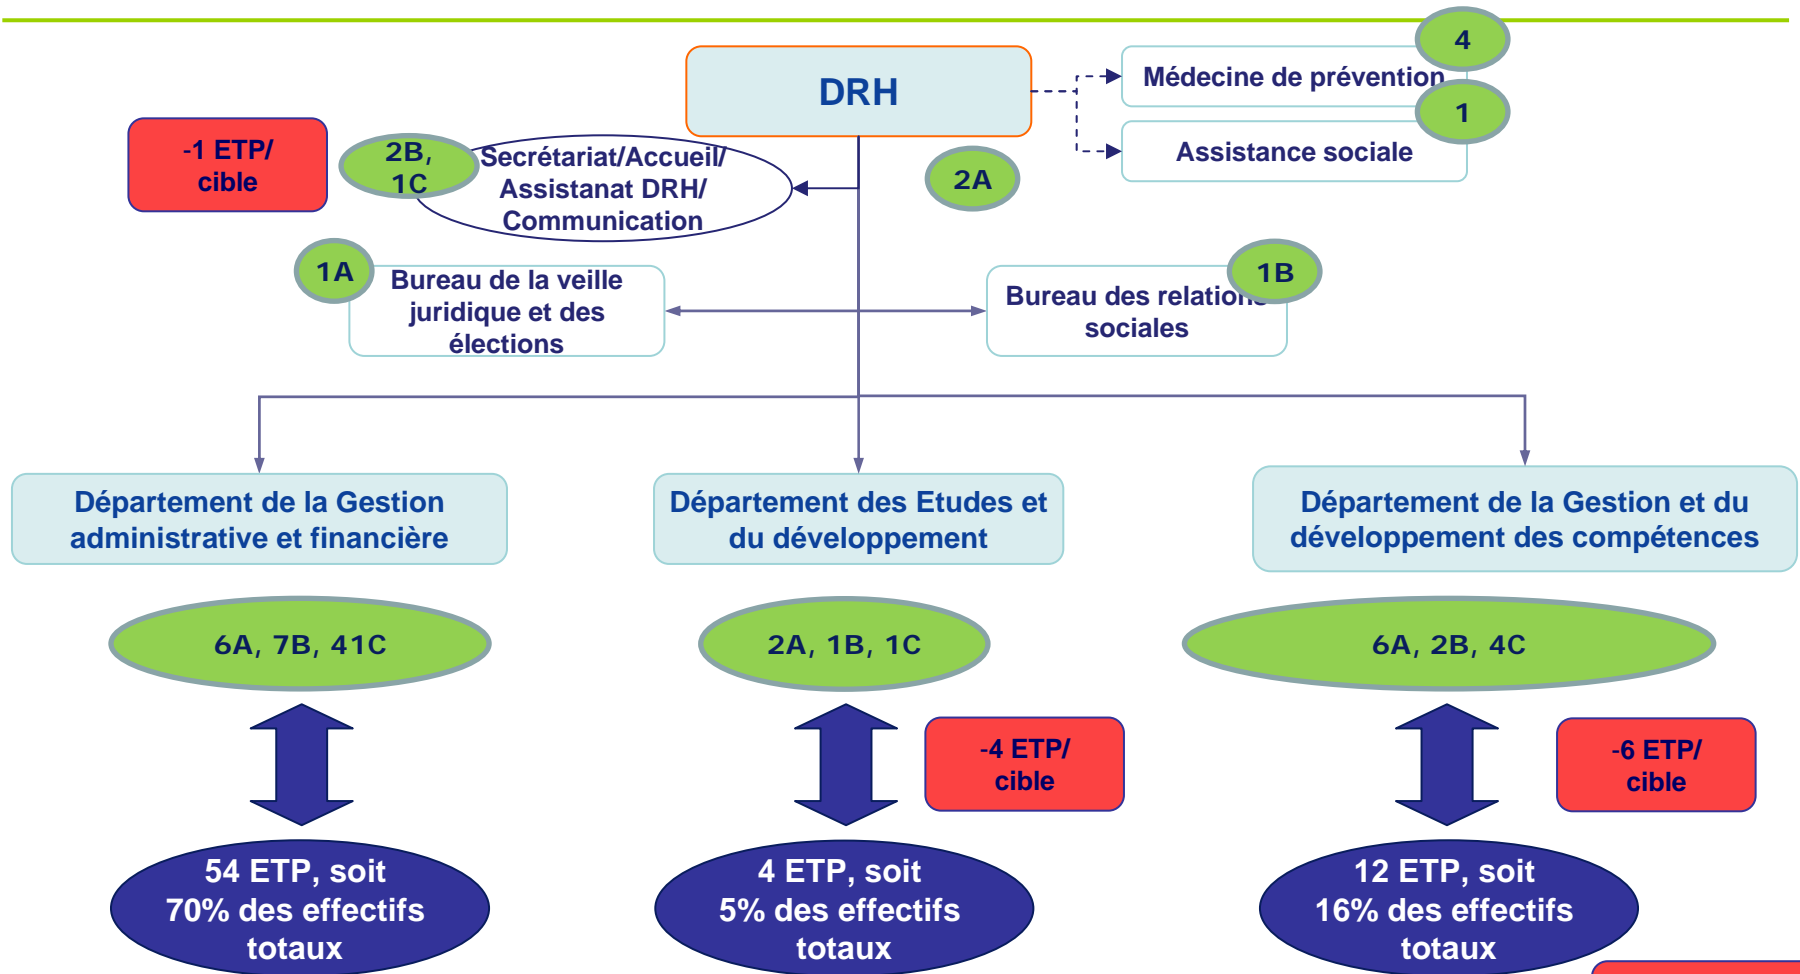 4
DRH
Médecine de prévention
1
Assistance sociale
-1 ETP/
cible
2B,
1C
Secrétariat/Accueil/
Assistanat DRH/
Communication
2A
1A
Bureau de la veille
juridique et des
élections
1B
Bureau des relations
sociales
Département de la Gestion
administrative et financière
Département des Etudes et
du développement
Département de la Gestion et du
développement des compétences
6A, 7B, 41C
2A, 1B, 1C
6A, 2B, 4C
-4 ETP/
cible
-6 ETP/
cible
54 ETP, soit
70% des effectifs
totaux
4 ETP, soit
5% des effectifs
totaux
12 ETP, soit
16% des effectifs
totaux